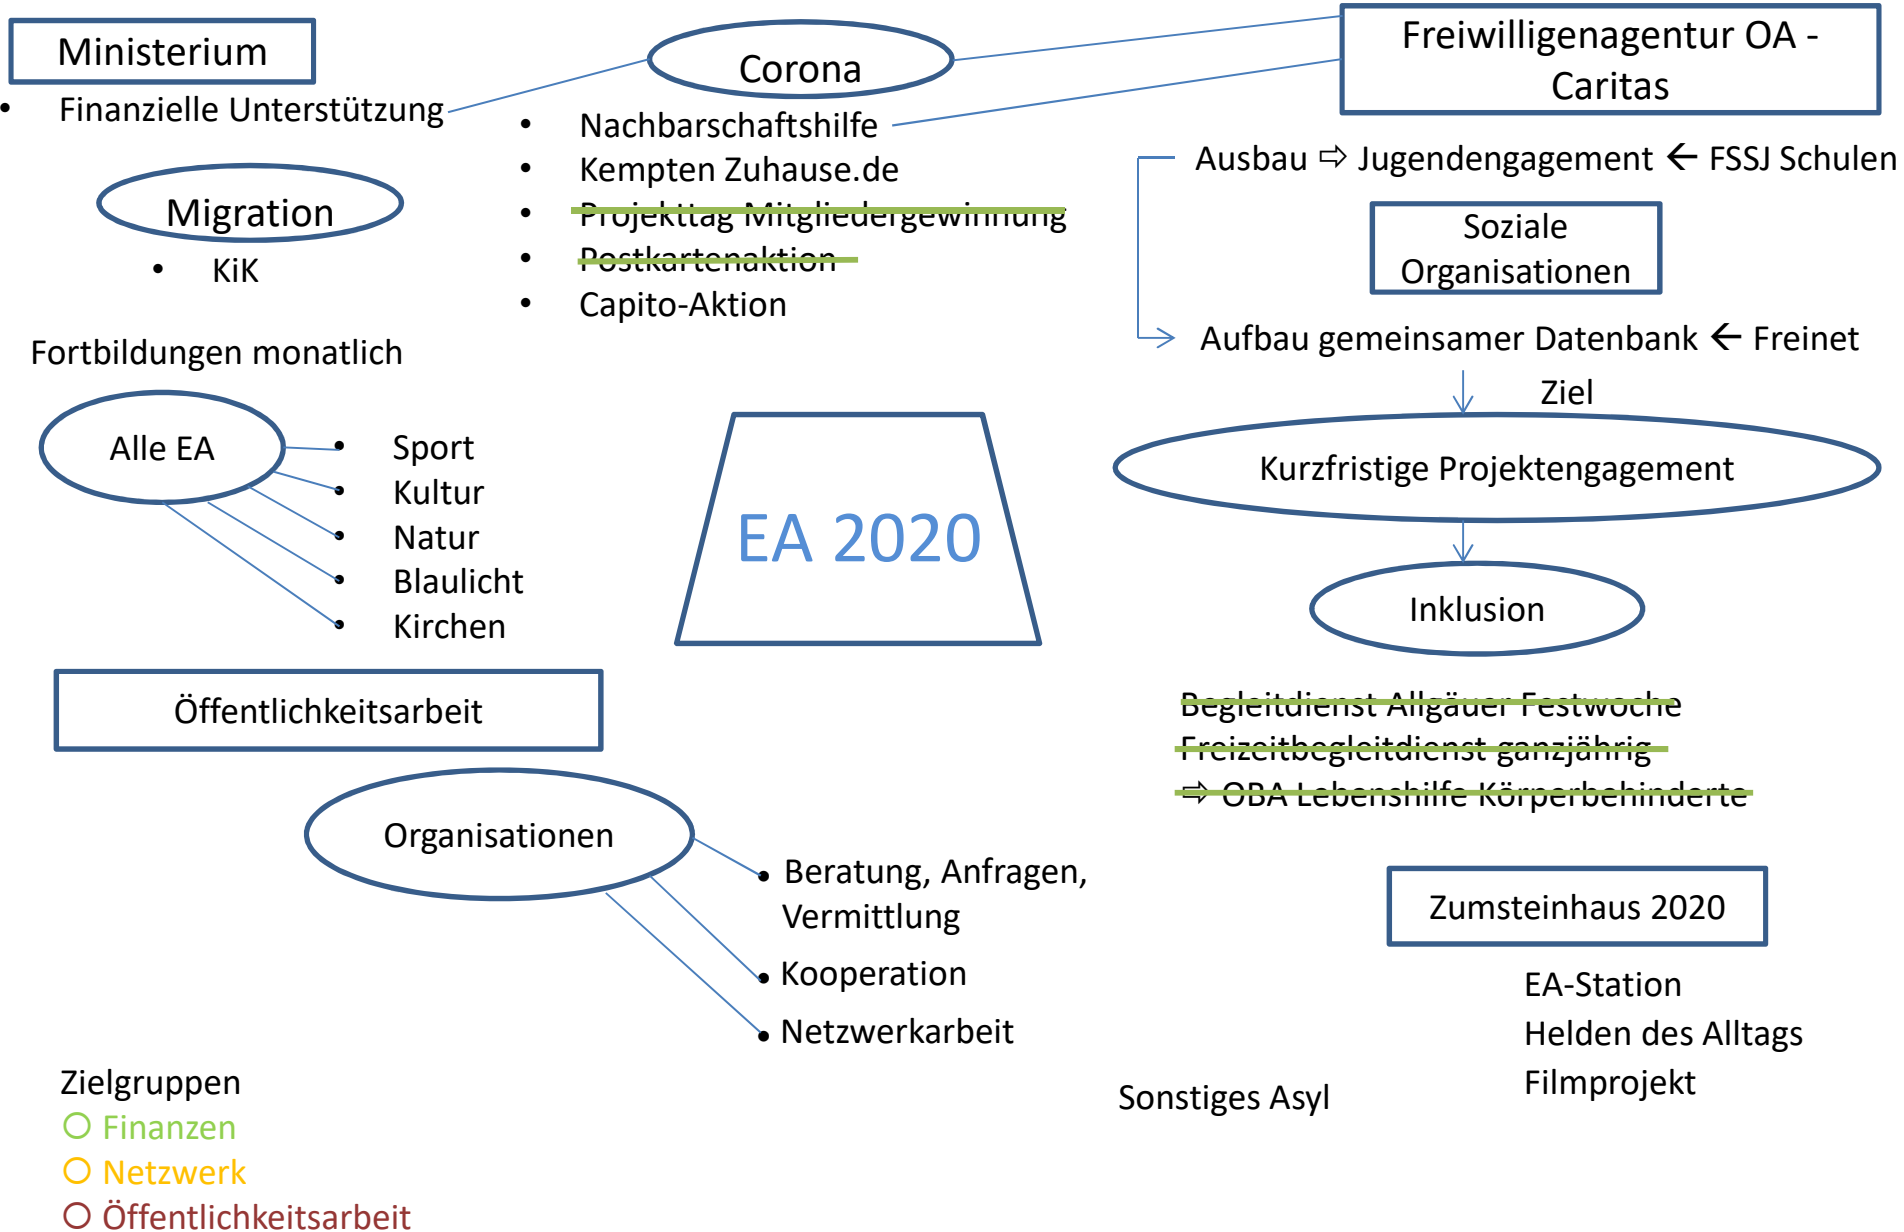 Ministerium
• Finanzielle Unterstützung
Migration
• KiK
Corona
• Nachbarschaftshilfe
• Kempten Zuhause.de
• Projekttag Mitgliedergewinnung
• Postkartenaktion
• Capito-Aktion
Freiwilligenagentur OA -
Caritas
Ausbau ⇨ Jugendengagement ← FSSJ Schulen
Soziale
Organisationen
Aufbau gemeinsamer Datenbank ← Freinet
Ziel
Kurzfristige Projektengagement
Inklusion
Begleitdienst Allgäuer Festwoche
Freizeitbegleitdienst ganzjährig
⇨ OBA Lebenshilfe Körperbehinderte
Fortbildungen monatlich
Alle EA
• Sport
• Kultur
• Natur
• Blaulicht
• Kirchen
EA 2020
Öffentlichkeitsarbeit
Organisationen
• Beratung, Anfragen,
Vermittlung
• Kooperation
• Netzwerkarbeit
Zumsteinhaus 2020
EA-Station
Helden des Alltags
Filmprojekt
Sonstiges Asyl
Zielgruppen
○ Finanzen
○ Netzwerk
○ Öffentlichkeitsarbeit